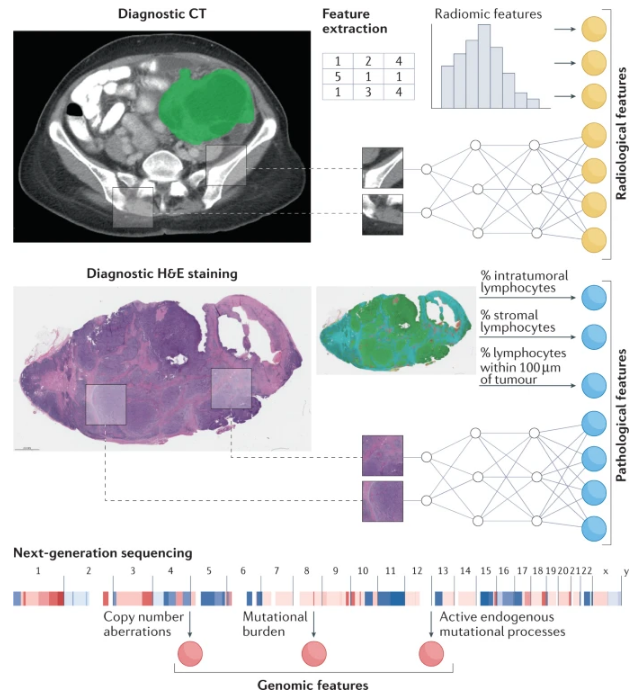 Diagnostic CT
Feature
extraction
1 2 4
5 1 1
1 3 4
Radiomic features
Radiological features
Diagnostic H&E staining
% intratumoral
lymphocytes
% stromal
lymphocytes
% lymphocytes
within 100 μm
of tumour
Pathological features
Next-generation sequencing
1 2 3 4 5 6 7 8 9 10 11 12 13 14 15 16 17 18 19 20 21 22 x y
Copy number
aberrations
Mutational
burden
Active endogenous
mutational processes
Genomic features